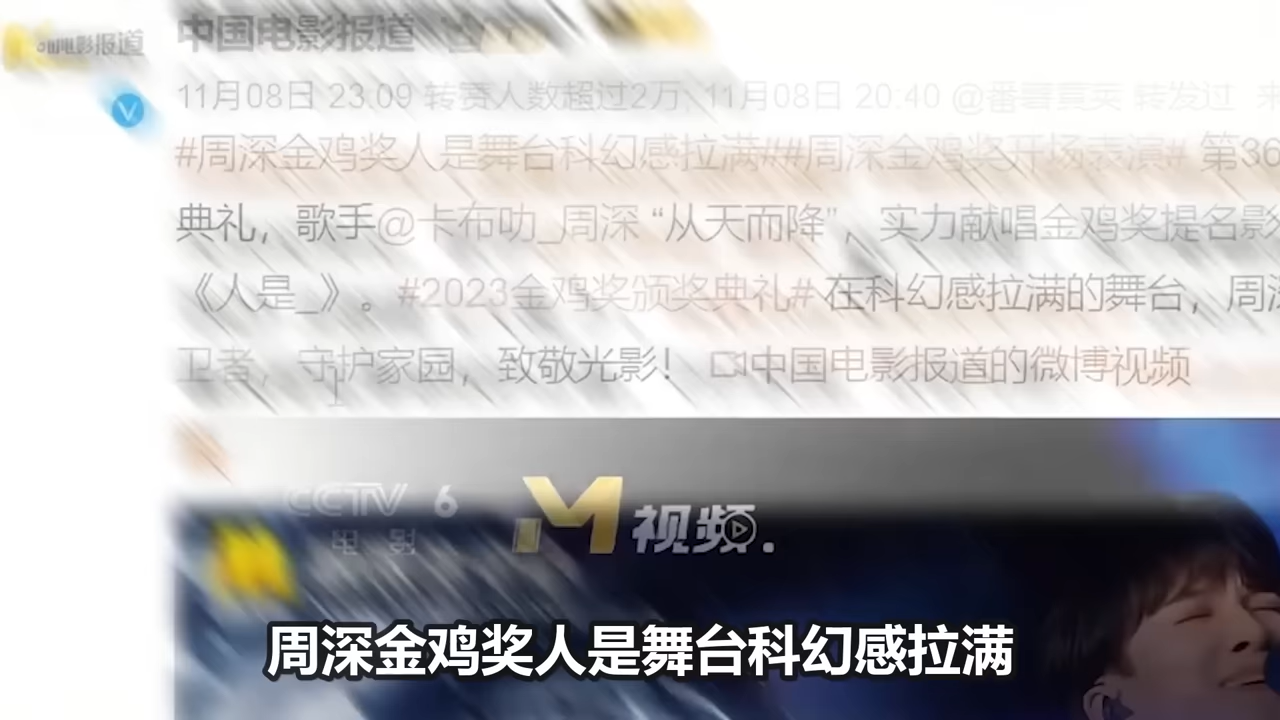 电影报道
中国电影报道
11月08日 23:09 转赞人数超过2万, 11月08日 20:40 @番薯真英 转发过
#周深金鸡奖人是舞台科幻感拉满##周深金鸡奖开场表演# 第36
典礼，歌手@卡布叻_周深 “从天而降”，实力献唱金鸡奖提名影
《人是_》。#2023金鸡奖颁奖典礼# 在科幻感拉满的舞台，周深
卫者，守护家园，致敬光影！ 中国电影报道的微博视频
CCTV 6
电影
M视频.
周深金鸡奖人是舞台科幻感拉满